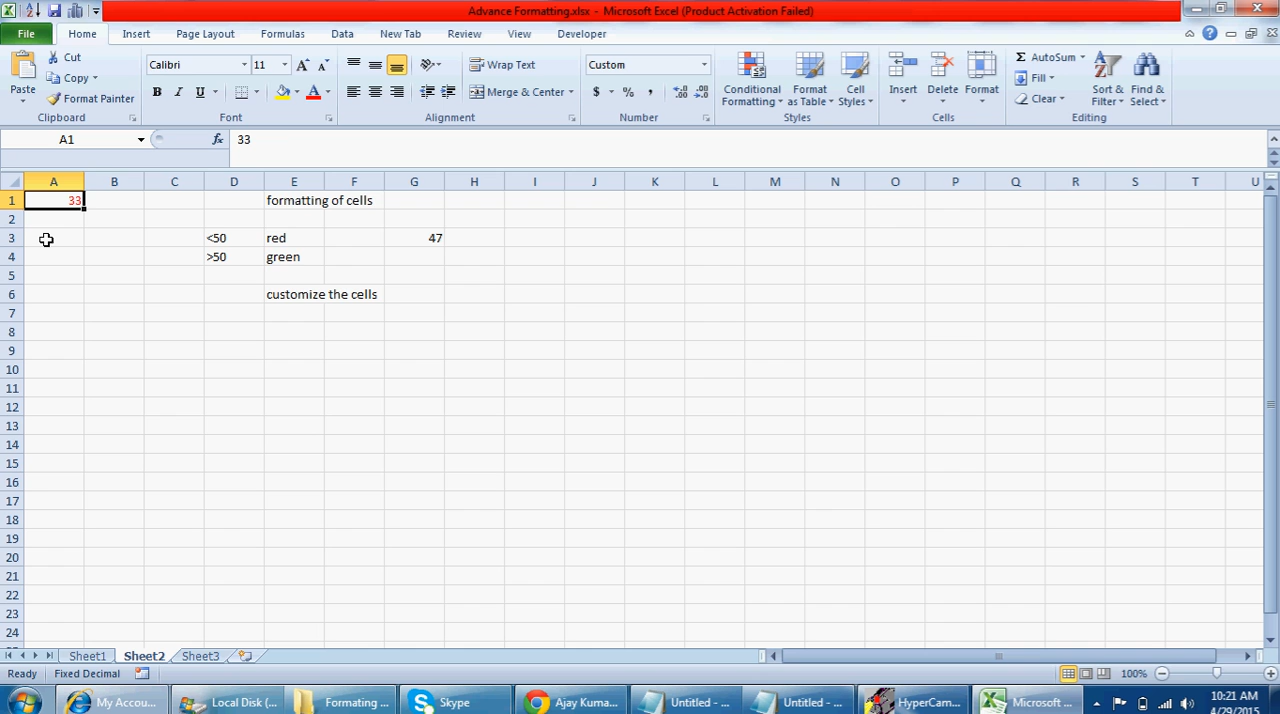 Advance Formatting.xlsx - Microsoft Excel (Product Activation Failed)
File Home Insert Page Layout Formulas Data New Tab Review View Developer
Cut
Calibri 11
Wrap Text
Custom
AutoSum
Copy
Fill
Format Painter
B I U
Merge & Center
$ % ,
Clear
Paste
Conditional Formatting
Format as Table
Cell Styles
Insert Delete Format
Sort & Filter
Find & Select
Clipboard Font Alignment Number Styles Cells Editing
A1 fx 33
A B C D E F G H I J K L M N O P Q R S T U
1 33 formatting of cells
2
3 <50 red 47
4 >50 green
5
6 customize the cells
7
8
9
10
11
12
13
14
15
16
17
18
19
20
21
22
23
24
Sheet1 Sheet2 Sheet3
Ready Fixed Decimal 100%
My Accou... Local Disk (... Formating ... Skype Ajay Kuma... Untitled - ... Untitled - ... HyperCam... Microsoft ... 10:21 AM
4/29/2015